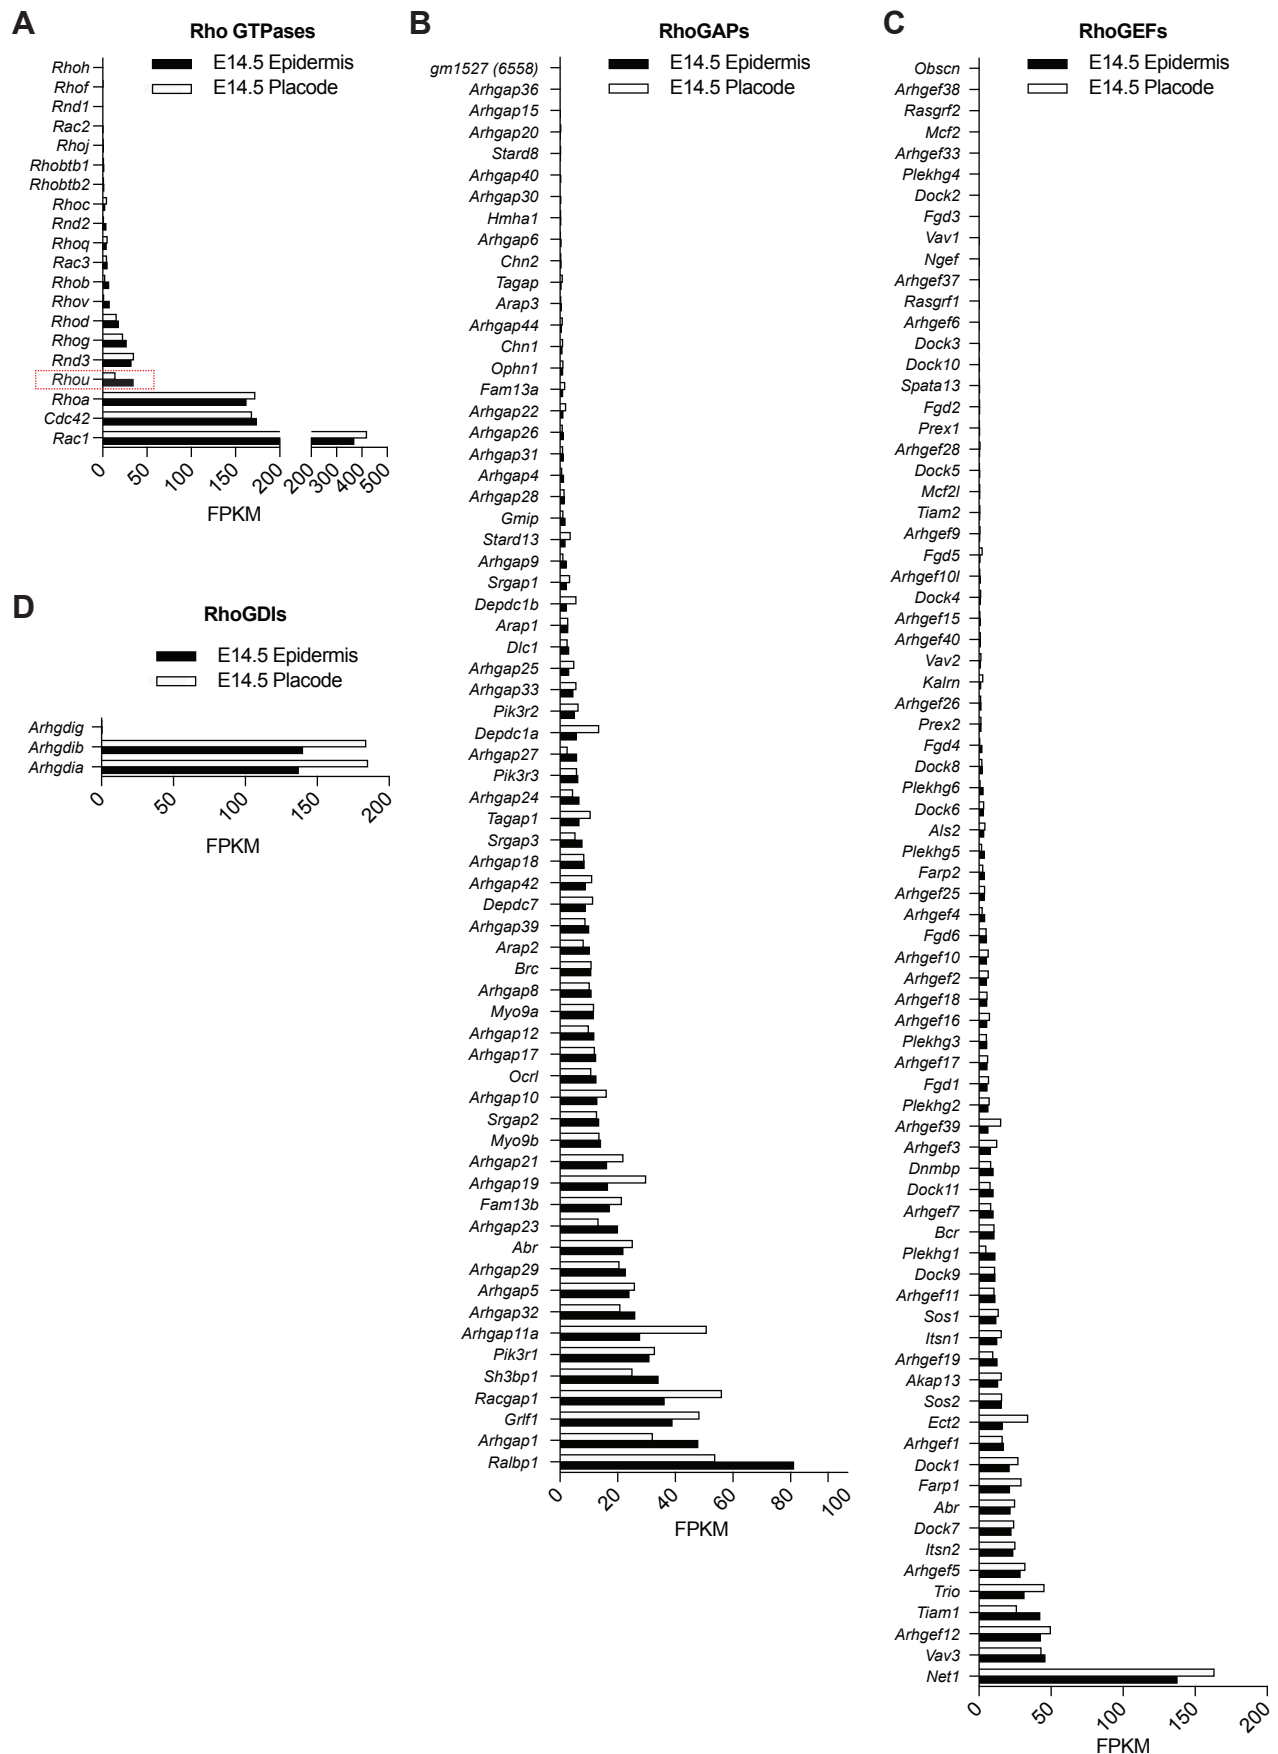 A
Rho GTPases
E14.5 Epidermis
E14.5 Placode
Rhoh
Rhof
Rnd1
Rac2
Rhoj
Rhobtb1
Rhobtb2
Rhoc
Rnd2
Rhoq
Rac3
Rhob
Rhov
Rhod
Rhog
Rnd3
Rhou
Rhoa
Cdc42
Rac1
0 50 100 150 200 200 300 400 500
FPKM
B
RhoGAPs
E14.5 Epidermis
E14.5 Placode
gm1527 (6558)
Arhgap36
Arhgap15
Arhgap20
Stard8
Arhgap40
Arhgap30
Hmha1
Arhgap6
Chn2
Tagap
Arap3
Arhgap44
Chn1
Ophn1
Fam13a
Arhgap22
Arhgap26
Arhgap31
Arhgap4
Arhgap28
Gmip
Stard13
Arhgap9
Srgap1
Depdc1b
Arap1
Dlc1
Arhgap25
Arhgap33
Pik3r2
Depdc1a
Arhgap27
Pik3r3
Arhgap24
Tagap1
Srgap3
Arhgap18
Arhgap42
Depdc7
Arhgap39
Arap2
Brc
Arhgap8
Myo9a
Arhgap12
Arhgap17
Ocrl
Arhgap10
Srgap2
Myo9b
Arhgap21
Arhgap19
Fam13b
Arhgap23
Abr
Arhgap29
Arhgap5
Arhgap32
Arhgap11a
Pik3r1
Sh3bp1
Racgap1
Grlf1
Arhgap1
Ralbp1
0 20 40 60 80 100
FPKM
C
RhoGEFs
E14.5 Epidermis
E14.5 Placode
Obscn
Arhgef38
Rasgrf2
Mcf2
Arhgef33
Plekhg4
Dock2
Fgd3
Vav1
Ngef
Arhgef37
Rasgrf1
Arhgef6
Dock3
Dock10
Spata13
Fgd2
Prex1
Arhgef28
Dock5
Mcf2l
Tiam2
Arhgef9
Fgd5
Arhgef10l
Dock4
Arhgef15
Arhgef40
Vav2
Kalrn
Arhgef26
Prex2
Fgd4
Dock8
Plekhg6
Dock6
Als2
Plekhg5
Farp2
Arhgef25
Arhgef4
Fgd6
Arhgef10
Arhgef2
Arhgef18
Arhgef16
Plekhg3
Arhgef17
Fgd1
Plekhg2
Arhgef39
Arhgef3
Dnmbp
Dock11
Arhgef7
Bcr
Plekhg1
Dock9
Arhgef11
Sos1
Itsn1
Arhgef19
Akap13
Sos2
Ect2
Arhgef1
Dock1
Farp1
Abr
Dock7
Itsn2
Arhgef5
Trio
Tiam1
Arhgef12
Vav3
Net1
0 50 100 150 200
FPKM
D
RhoGDIs
E14.5 Epidermis
E14.5 Placode
Arhgdig
Arhgdib
Arhgdia
0 50 100 150 200
FPKM